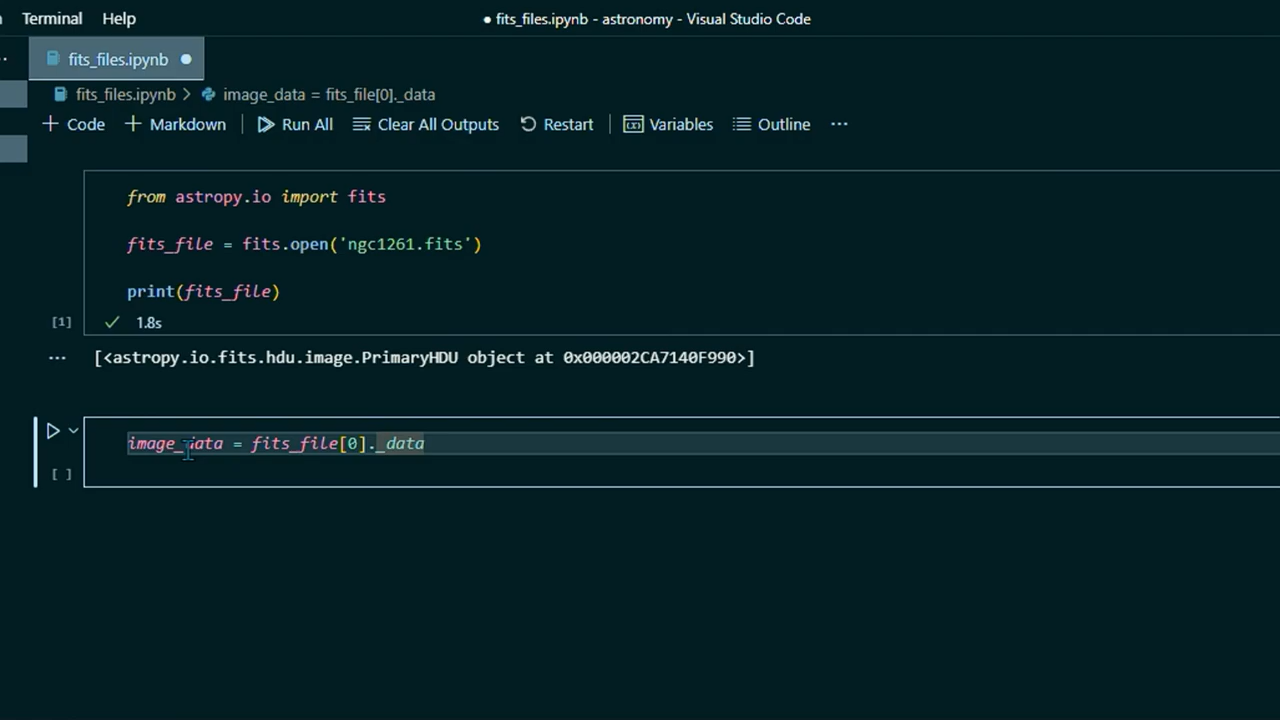 Terminal Help
● fits_files.ipynb - astronomy - Visual Studio Code
fits_files.ipynb ●
fits_files.ipynb > image_data = fits_file[0]._data
+ Code + Markdown | Run All Clear All Outputs Restart | Variables Outline ...
from astropy.io import fits
fits_file = fits.open('ngc1261.fits')
print(fits_file)
[1] ✓ 1.8s
... [<astropy.io.fits.hdu.image.PrimaryHDU object at 0x000002CA7140F990>]
image_data = fits_file[0]._data
[ ]